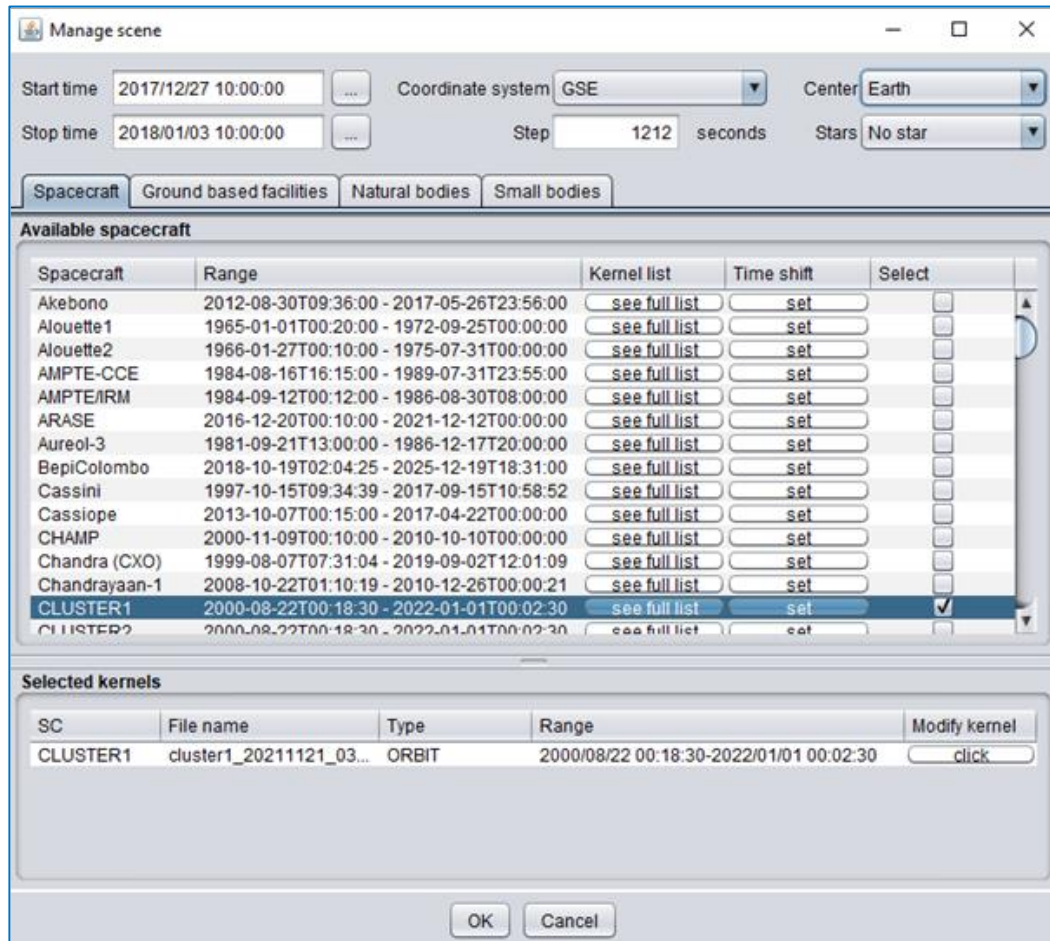 Manage scene
Start time 2017/12/27 10:00:00 ... Coordinate system GSE Center Earth
Stop time 2018/01/03 10:00:00 ... Step 1212 seconds Stars No star
Spacecraft Ground based facilities Natural bodies Small bodies
Available spacecraft
Spacecraft Range Kernel list Time shift Select
Akebono 2012-08-30T09:36:00 - 2017-05-26T23:56:00 see full list set
Alouette1 1965-01-01T00:20:00 - 1972-09-25T00:00:00 see full list set
Alouette2 1966-01-27T00:10:00 - 1975-07-31T00:00:00 see full list set
AMPTE-CCE 1984-08-16T16:15:00 - 1989-07-31T23:55:00 see full list set
AMPTE/IRM 1984-09-12T00:12:00 - 1986-08-30T08:00:00 see full list set
ARASE 2016-12-20T00:10:00 - 2021-12-12T00:00:00 see full list set
Aureol-3 1981-09-21T13:00:00 - 1986-12-17T20:00:00 see full list set
BepiColombo 2018-10-19T02:04:25 - 2025-12-19T18:31:00 see full list set
Cassini 1997-10-15T09:34:39 - 2017-09-15T10:58:52 see full list set
Cassiope 2013-10-07T00:15:00 - 2017-04-22T00:00:00 see full list set
CHAMP 2000-11-09T00:10:00 - 2010-10-10T00:00:00 see full list set
Chandra (CXO) 1999-08-07T07:31:04 - 2019-09-02T12:01:09 see full list set
Chandrayaan-1 2008-10-22T01:10:19 - 2010-12-26T00:00:21 see full list set
CLUSTER1 2000-08-22T00:18:30 - 2022-01-01T00:02:30 see full list set
CLUSTER2 2000-08-22T00:18:30 - 2022-01-01T00:02:30 see full list set
Selected kernels
SC File name Type Range Modify kernel
CLUSTER1 cluster1_20211121_03... ORBIT 2000/08/22 00:18:30-2022/01/01 00:02:30 click
OK Cancel